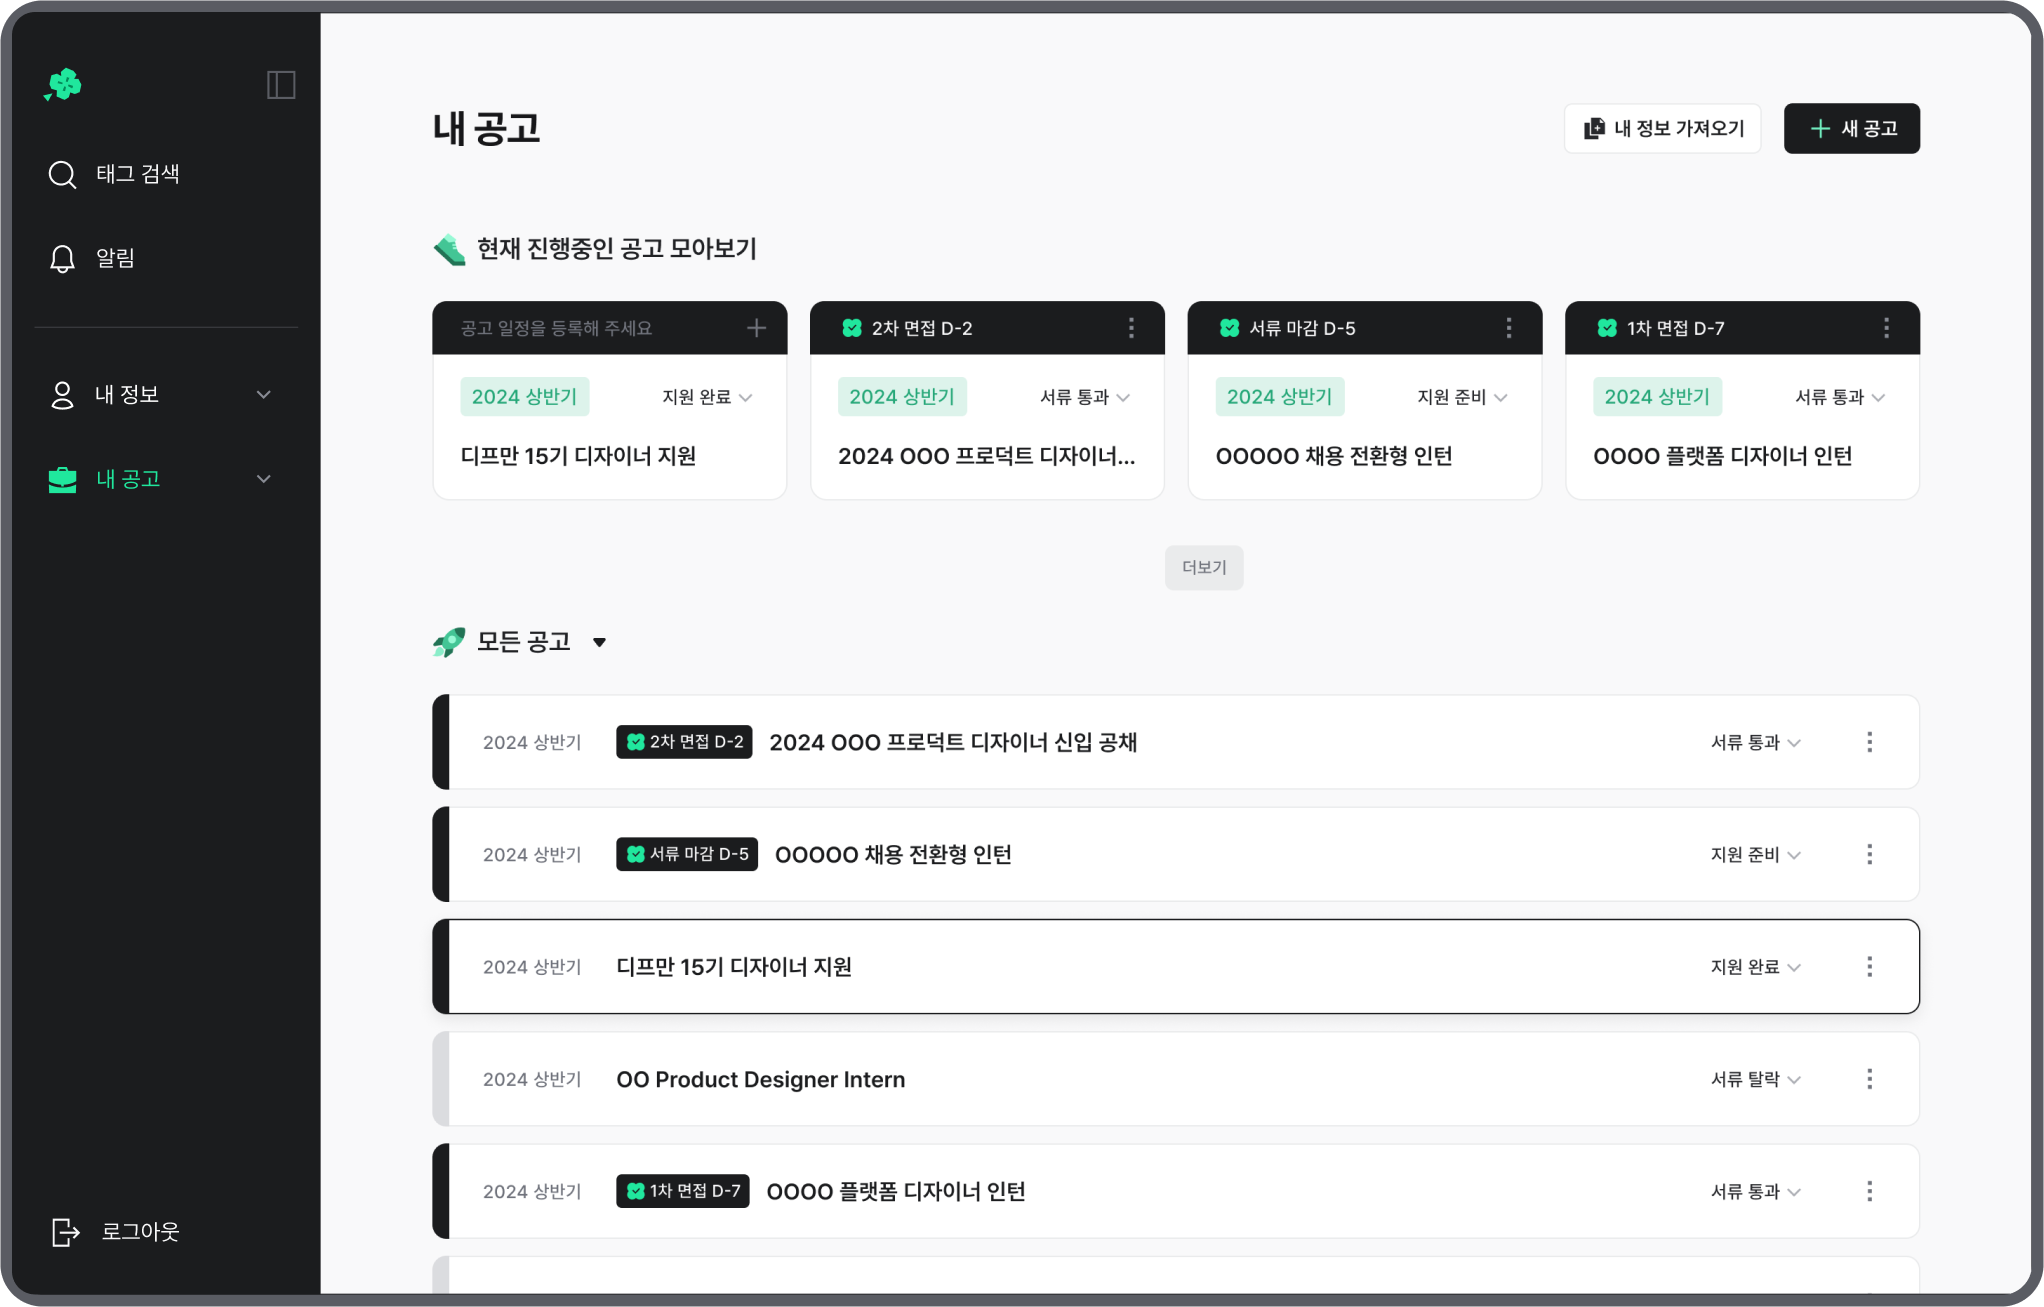 태그 검색
알림
내 정보
내 공고
로그아웃
내 공고
내 정보 가져오기
새 공고
현재 진행중인 공고 모아보기
공고 일정을 등록해 주세요
2024 상반기
지원 완료
디프만 15기 디자이너 지원
2차 면접 D-2
2024 상반기
서류 통과
2024 OOO 프로덕트 디자이너...
서류 마감 D-5
2024 상반기
지원 준비
OOOOO 채용 전환형 인턴
1차 면접 D-7
2024 상반기
서류 통과
OOOO 플랫폼 디자이너 인턴
더보기
모든 공고
2024 상반기 2차 면접 D-2 2024 OOO 프로덕트 디자이너 신입 공채 서류 통과
2024 상반기 서류 마감 D-5 OOOOO 채용 전환형 인턴 지원 준비
2024 상반기 디프만 15기 디자이너 지원 지원 완료
2024 상반기 OO Product Designer Intern 서류 탈락
2024 상반기 1차 면접 D-7 OOOO 플랫폼 디자이너 인턴 서류 통과